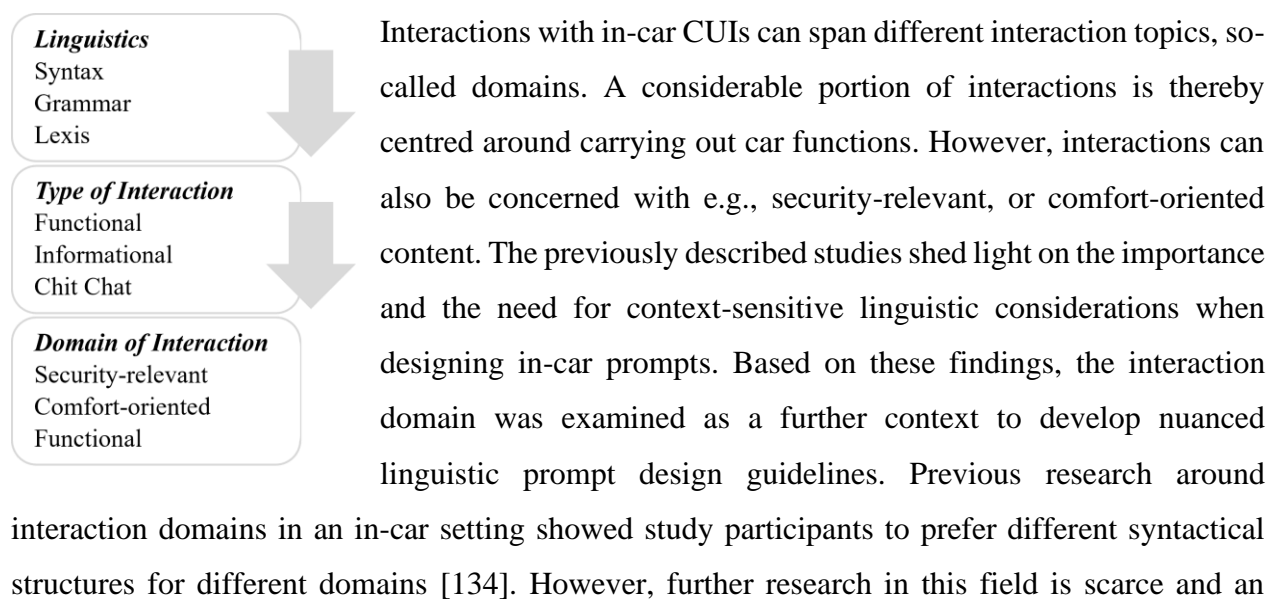 Linguistics
Syntax
Grammar
Lexis
Type of Interaction
Functional
Informational
Chit Chat
Domain of Interaction
Security-relevant
Comfort-oriented
Functional
Interactions with in-car CUIs can span different interaction topics, so-
called domains. A considerable portion of interactions is thereby
centred around carrying out car functions. However, interactions can
also be concerned with e.g., security-relevant, or comfort-oriented
content. The previously described studies shed light on the importance
and the need for context-sensitive linguistic considerations when
designing in-car prompts. Based on these findings, the interaction
domain was examined as a further context to develop nuanced
linguistic prompt design guidelines. Previous research around
interaction domains in an in-car setting showed study participants to prefer different syntactical
structures for different domains [134]. However, further research in this field is scarce and an